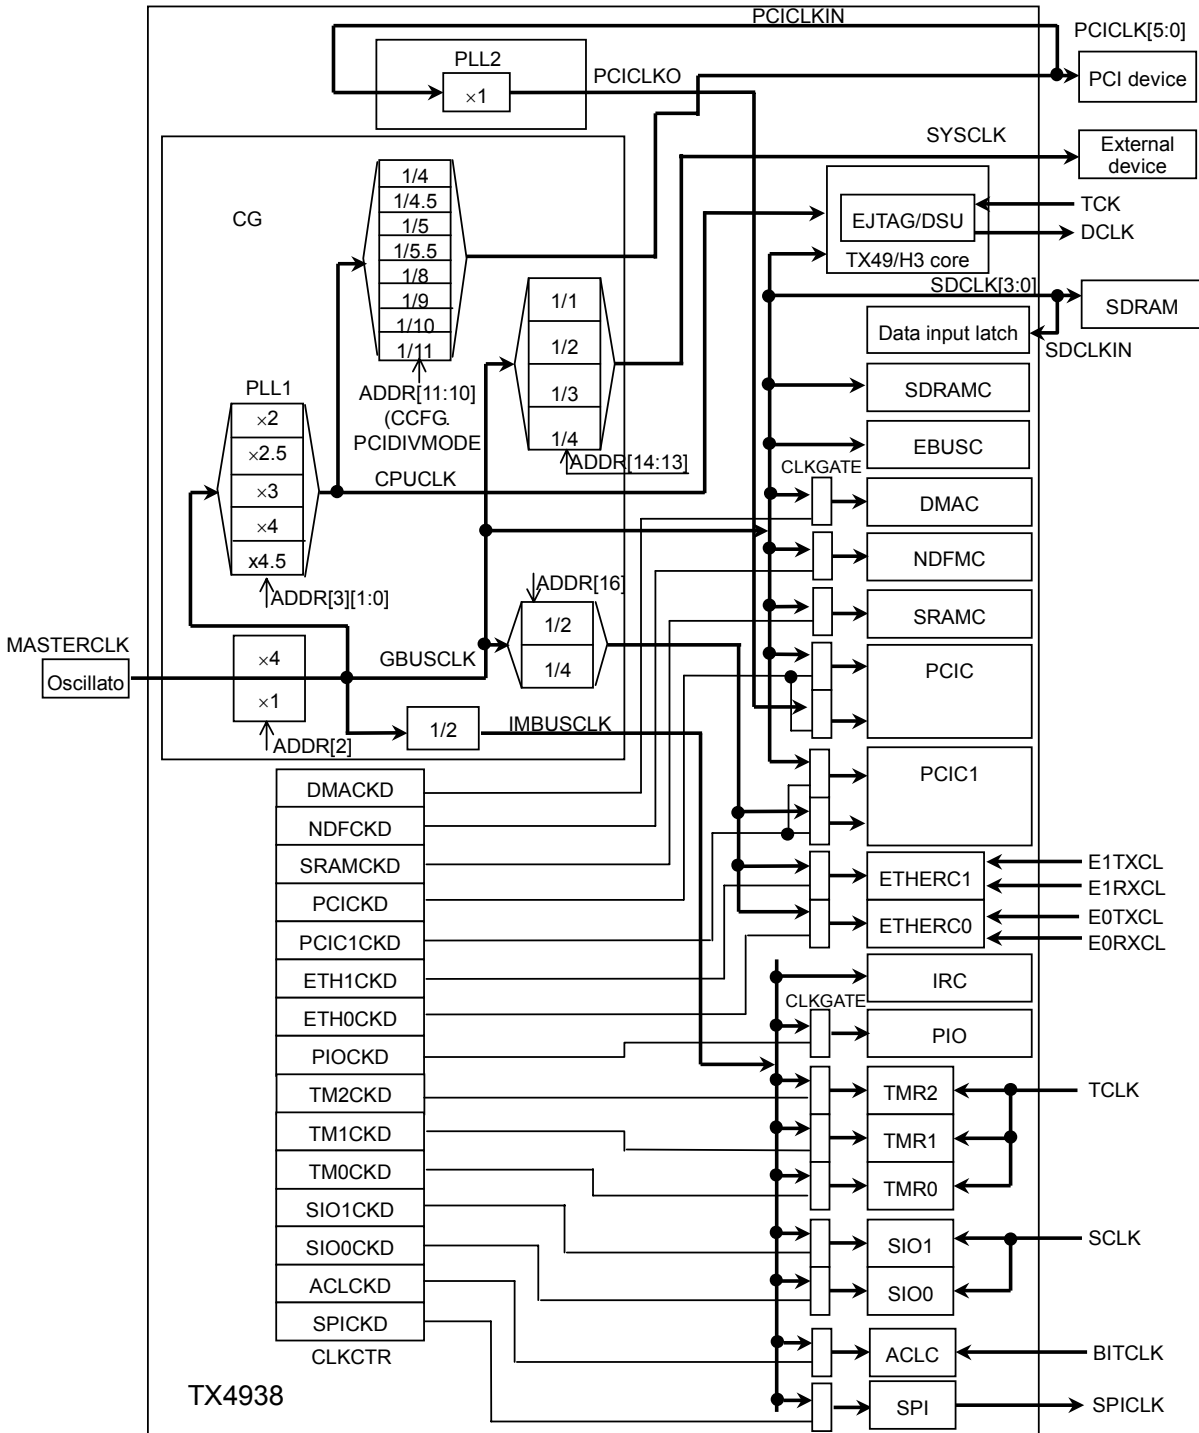 PCICLKIN
PCICLK[5:0]
PLL2
×1
PCICLKO
PCI device
SYSCLK
External
device
CG
1/4
1/4.5
1/5
1/5.5
1/8
1/9
1/10
1/11
ADDR[11:10]
(CCFG.
PCIDIVMODE
EJTAG/DSU
TX49/H3 core
TCK
DCLK
SDCLK[3:0]
SDRAM
Data input latch
SDCLKIN
1/1
1/2
1/3
1/4
ADDR[14:13]
PLL1
×2
×2.5
×3
×4
x4.5
ADDR[3][1:0]
CPUCLK
SDRAMC
EBUSC
CLKGATE
DMAC
NDFMC
SRAMC
PCIC
PCIC1
ADDR[16]
1/2
1/4
MASTERCLK
Oscillato
×4
×1
ADDR[2]
GBUSCLK
1/2
IMBUSCLK
DMACKD
NDFCKD
SRAMCKD
PCICKD
PCIC1CKD
ETH1CKD
ETH0CKD
PIOCKD
TM2CKD
TM1CKD
TM0CKD
SIO1CKD
SIO0CKD
ACLCKD
SPICKD
CLKCTR
ETHERC1
E1TXCL
E1RXCL
ETHERC0
E0TXCL
E0RXCL
IRC
CLKGATE
PIO
TMR2
TCLK
TMR1
TMR0
SIO1
SCLK
SIO0
ACLC
BITCLK
SPI
SPICLK
TX4938